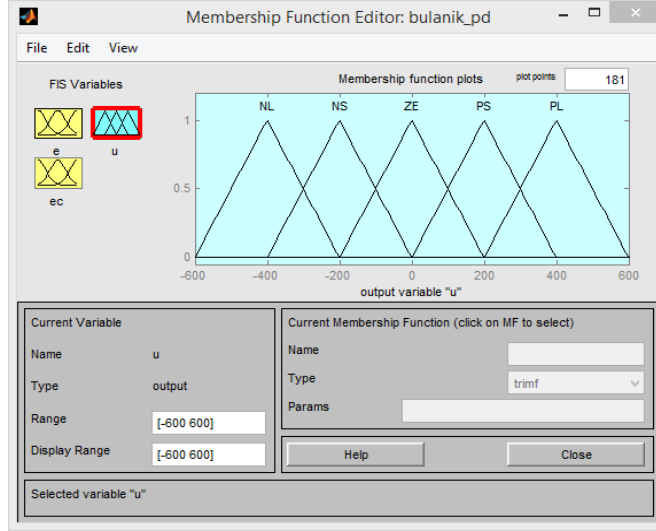 Membership Function Editor: bulanik_pd
File Edit View
FIS Variables
e
u
ec
Membership function plots
plot points:
181
NL NS ZE PS PL
1
0.5
0
-600 -400 -200 0 200 400 600
output variable "u"
Current Variable
Name u
Type output
Range [-600 600]
Display Range [-600 600]
Current Membership Function (click on MF to select)
Name
Type trimf
Params
Help Close
Selected variable "u"